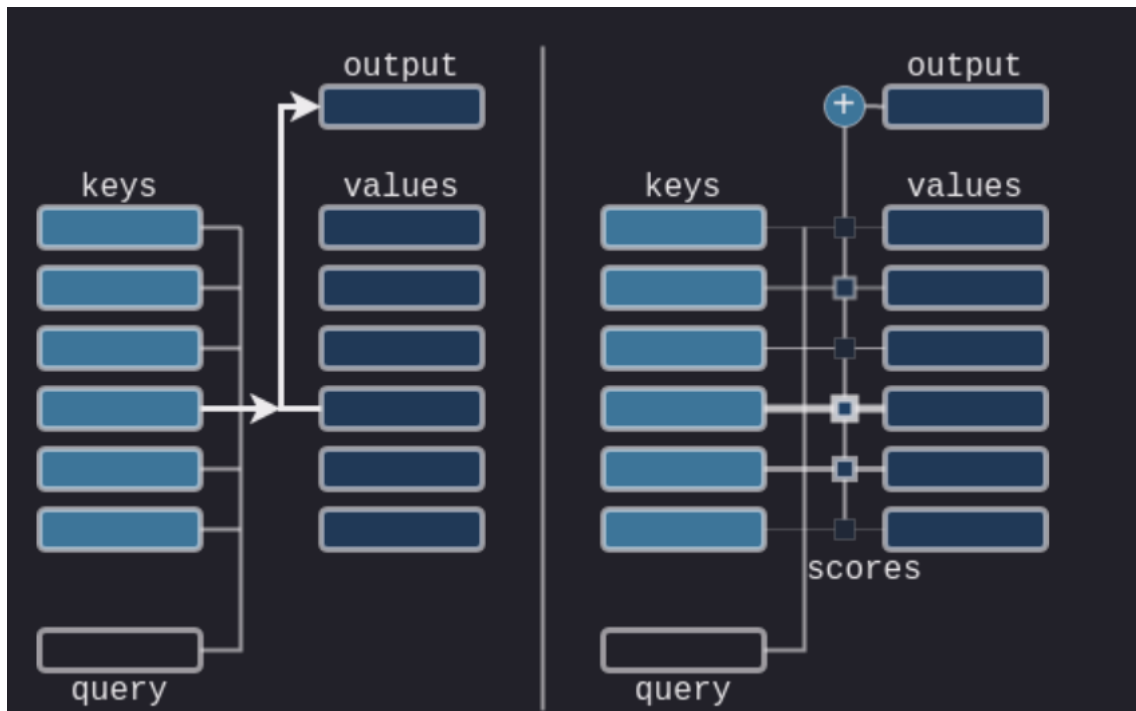 output
keys
values
query
output
+
keys
values
scores
query